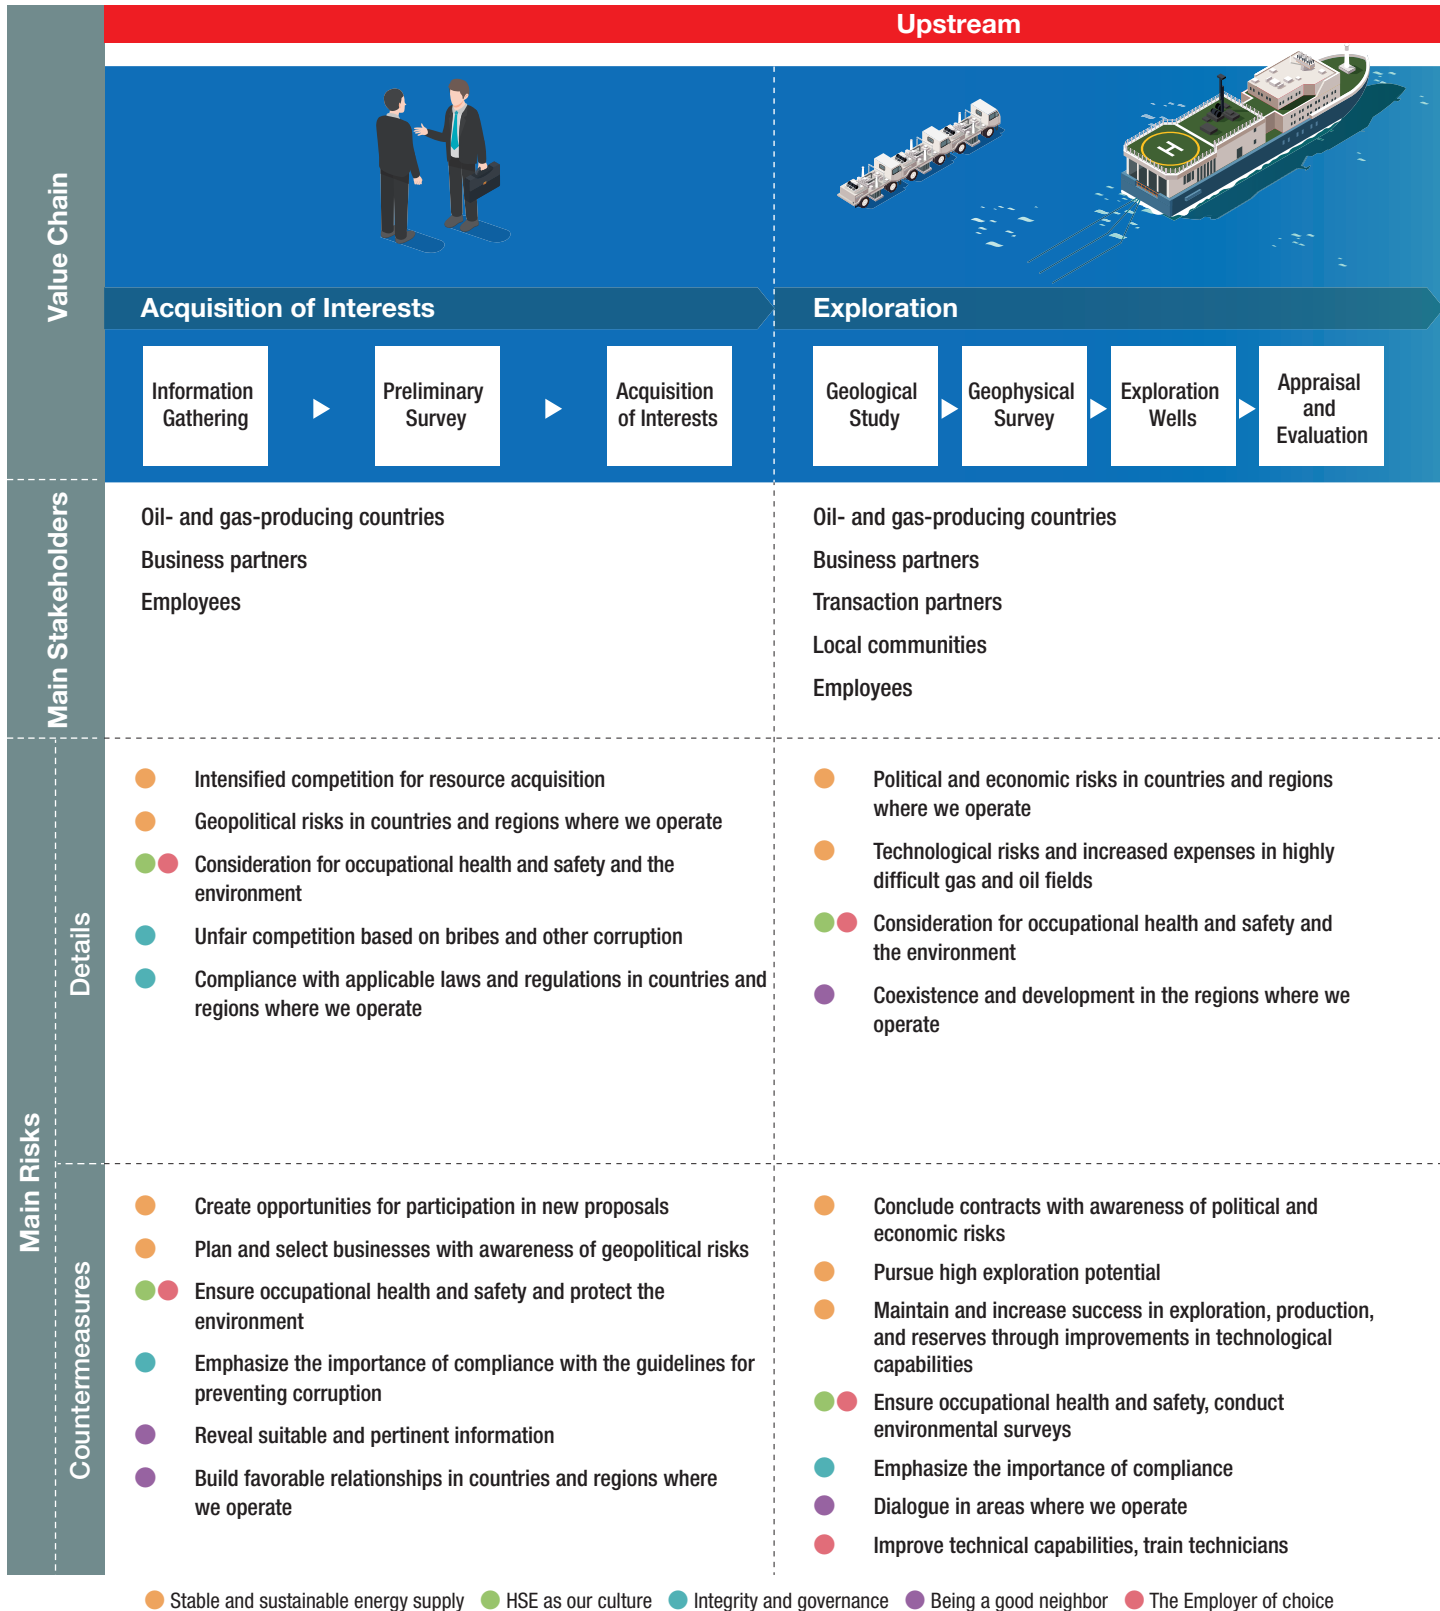 Upstream
Value Chain
H
Acquisition of Interests
Information
Gathering
Preliminary
Survey
Acquisition
of Interests
Exploration
Geological
Study
Geophysical
Survey
Exploration
Wells
Appraisal
and
Evaluation
Main Stakeholders
Oil- and gas-producing countries
Business partners
Employees
Oil- and gas-producing countries
Business partners
Transaction partners
Local communities
Employees
Main Risks
Details
Intensified competition for resource acquisition
Geopolitical risks in countries and regions where we operate
Consideration for occupational health and safety and the
environment
Unfair competition based on bribes and other corruption
Compliance with applicable laws and regulations in countries and
regions where we operate
Political and economic risks in countries and regions
where we operate
Technological risks and increased expenses in highly
difficult gas and oil fields
Consideration for occupational health and safety and
the environment
Coexistence and development in the regions where we
operate
Countermeasures
Create opportunities for participation in new proposals
Plan and select businesses with awareness of geopolitical risks
Ensure occupational health and safety and protect the
environment
Emphasize the importance of compliance with the guidelines for
preventing corruption
Reveal suitable and pertinent information
Build favorable relationships in countries and regions where
we operate
Conclude contracts with awareness of political and
economic risks
Pursue high exploration potential
Maintain and increase success in exploration, production,
and reserves through improvements in technological
capabilities
Ensure occupational health and safety, conduct
environmental surveys
Emphasize the importance of compliance
Dialogue in areas where we operate
Improve technical capabilities, train technicians
Stable and sustainable energy supply HSE as our culture Integrity and governance Being a good neighbor The Employer of choice